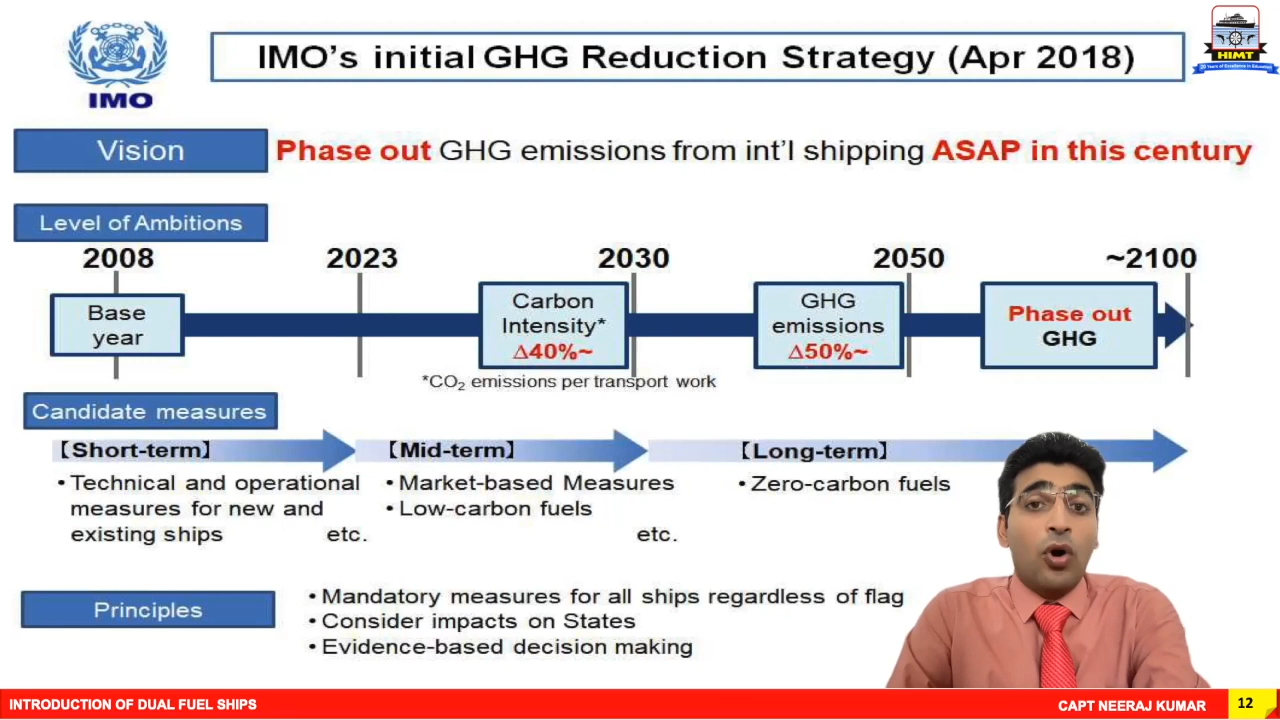 IMO
IMO's initial GHG Reduction Strategy (Apr 2018)
HIMT
Vision
Phase out GHG emissions from int'l shipping ASAP in this century
Level of Ambitions
2008
2023
2030
2050
~2100
Base
year
Carbon
Intensity*
Δ40%~
GHG
emissions
Δ50%~
Phase out
GHG
*CO₂ emissions per transport work
Candidate measures
【Short-term】
【Mid-term】
【Long-term】
• Technical and operational
measures for new and
existing ships etc.
• Market-based Measures
• Low-carbon fuels
etc.
• Zero-carbon fuels
Principles
• Mandatory measures for all ships regardless of flag
• Consider impacts on States
• Evidence-based decision making
INTRODUCTION OF DUAL FUEL SHIPS
CAPT NEERAJ KUMAR
12